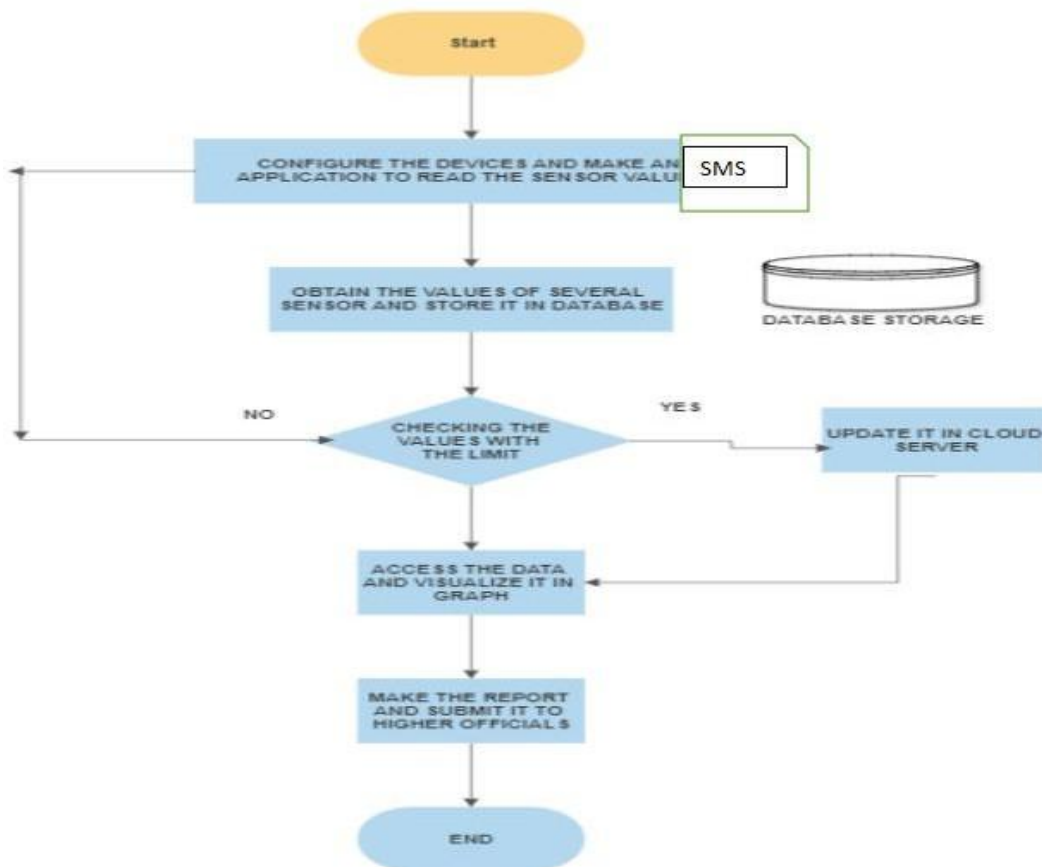 start
CONFIGURE THE DEVICES AND MAKE AN
APPLICATION TO READ THE SENSOR
SMS
OBTAIN THE VALUES OF SEVERAL
SENSOR AND STORE IT IN DATABASE
DATABASE STORAGE
NO
CHECKING THE
VALUES WITH
THE LIMIT
YES
UPDATE IT IN CLOUD
SERVER
ACCESS THE DATA
AND VISUALIZE IT IN
GRAPH
MAKE THE REPORT
AND SUBMIT IT TO
HIGHER OFFICIALS
END